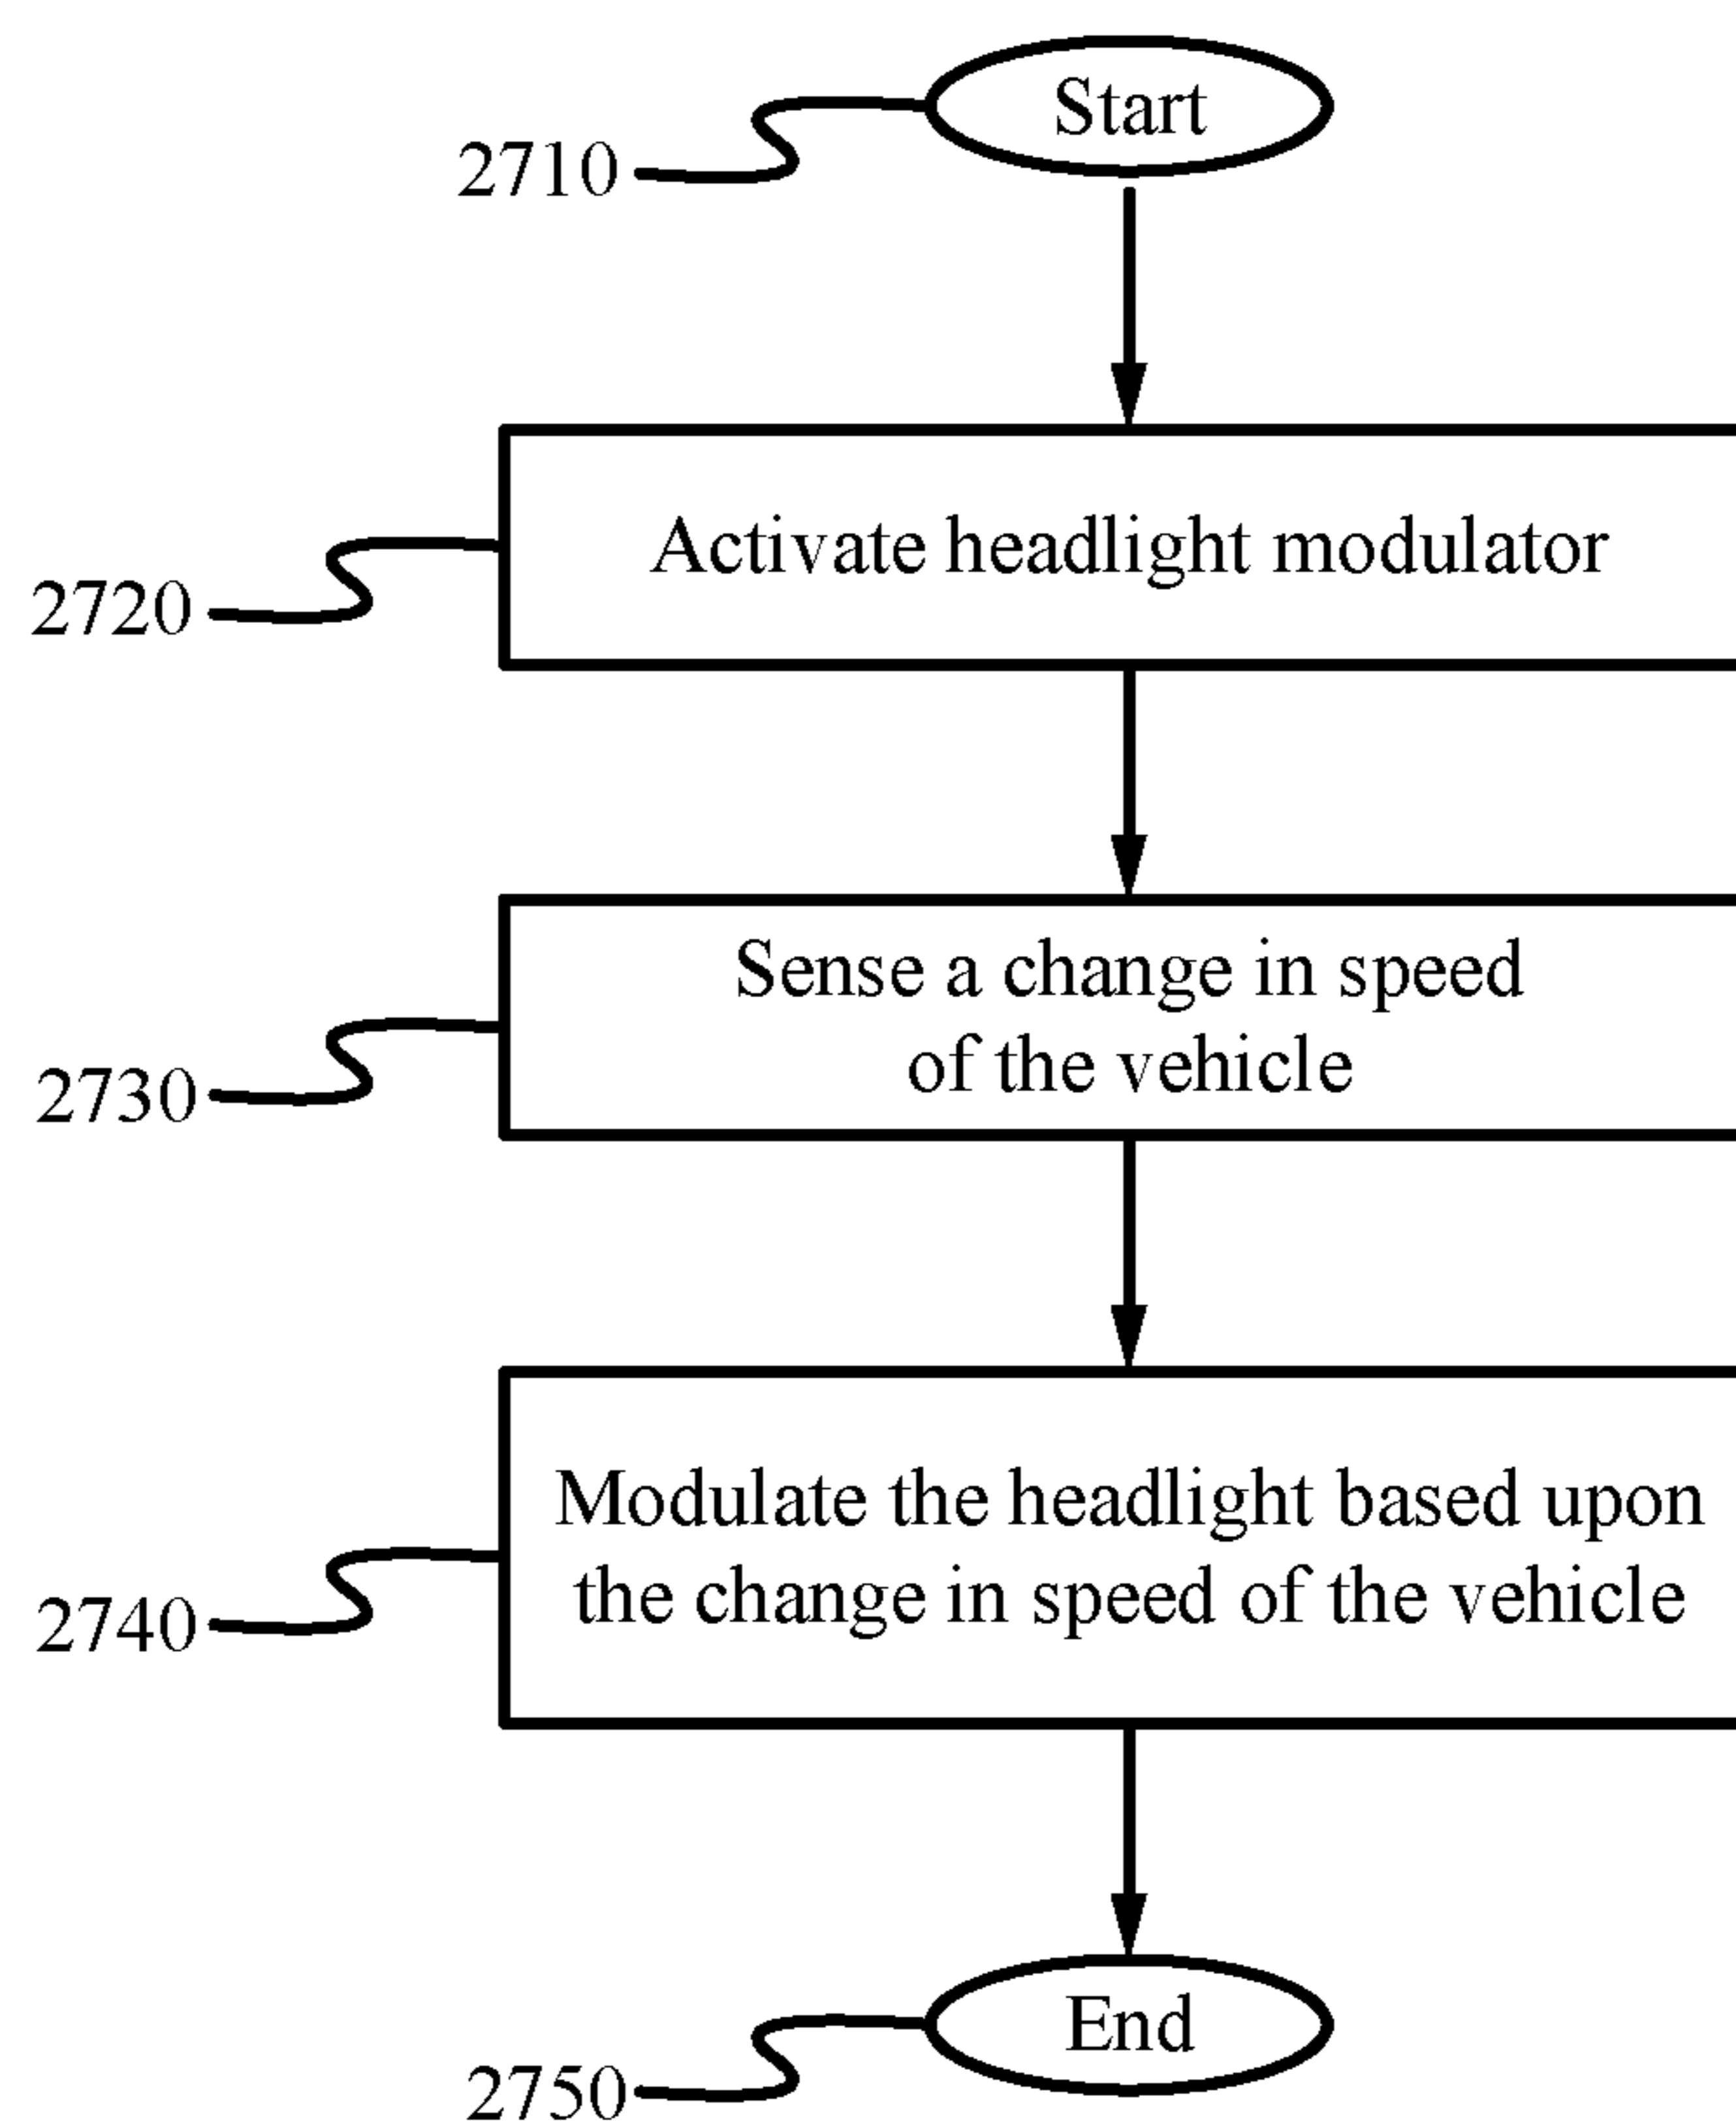 Start
2710
Activate headlight modulator
2720
Sense a change in speed
of the vehicle
2730
Modulate the headlight based upon
the change in speed of the vehicle
2740
End
2750